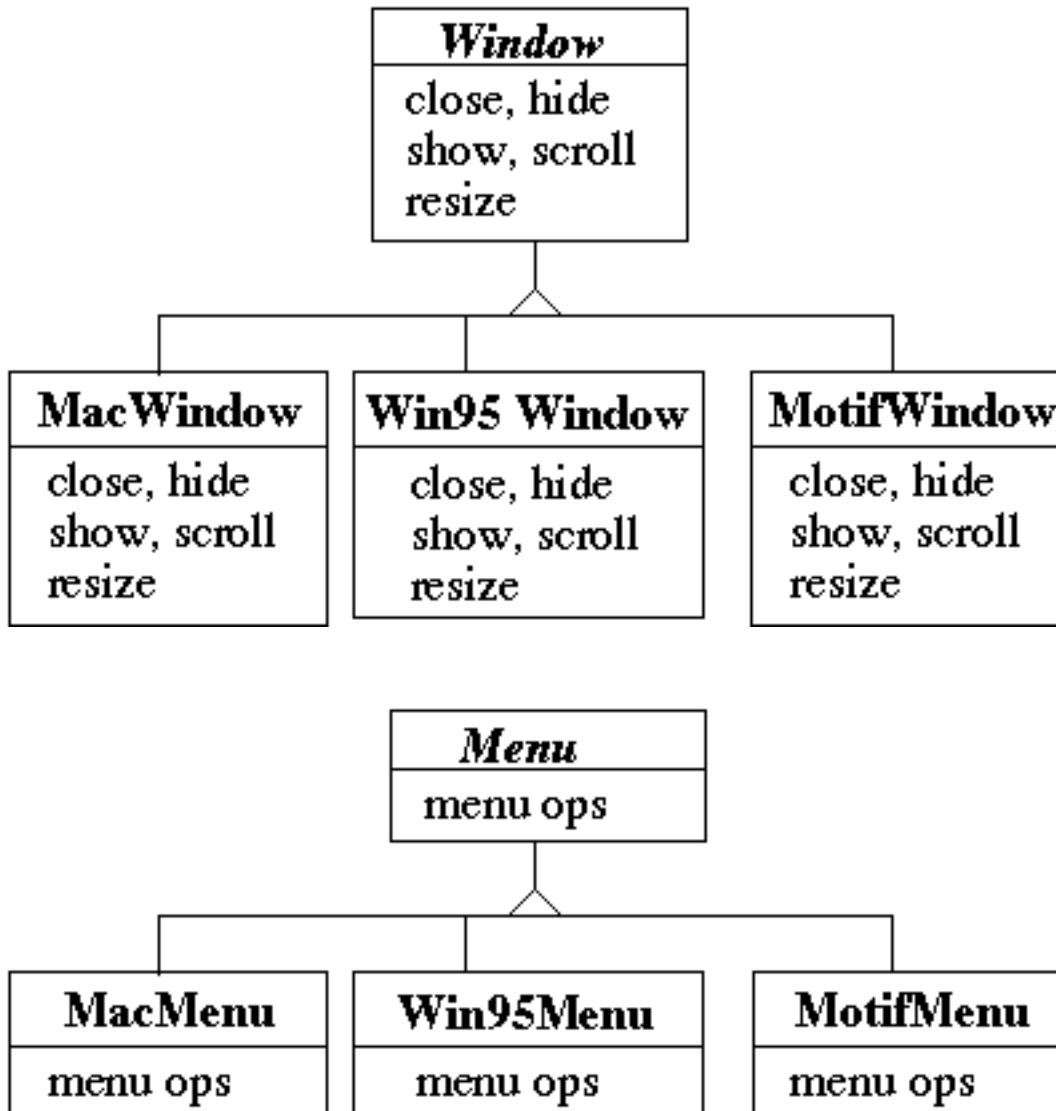 Window
close, hide
show, scroll
resize
MacWindow
close, hide
show, scroll
resize
Win95 Window
close, hide
show, scroll
resize
MotifWindow
close, hide
show, scroll
resize
Menu
menu ops
MacMenu
menu ops
Win95Menu
menu ops
MotifMenu
menu ops